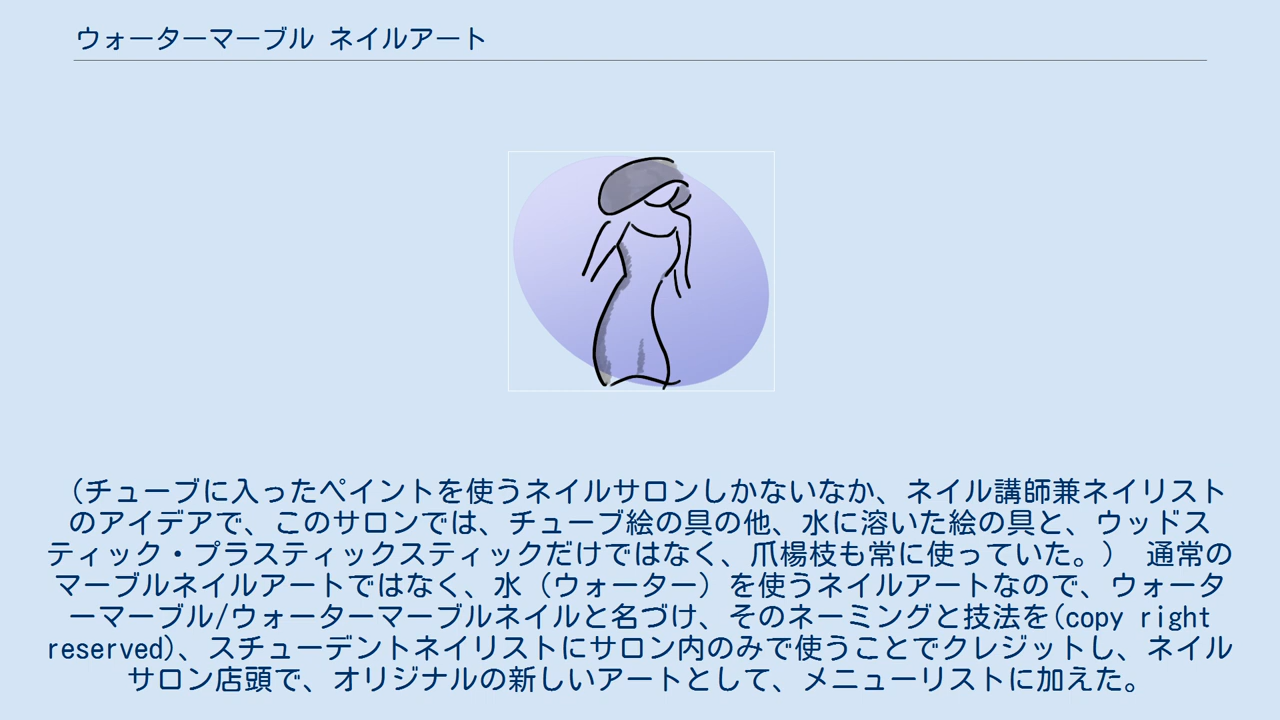 ウォーターマーブル ネイルアート
(チューブに入ったペイントを使うネイルサロンしかないなか、ネイル講師兼ネイリスト
のアイデアで、このサロンでは、チューブ絵の具の他、水に溶いた絵の具と、ウッドス
ティック・プラスティックスティックだけではなく、爪楊枝も常に使っていた。) 通常の
マーブルネイルアートではなく、水（ウォーター）を使うネイルアートなので、ウォータ
ーマーブル/ウォーターマーブルネイルと名づけ、そのネーミングと技法を(copy right
reserved)、スチューデントネイリストにサロン内のみで使うことでクレジットし、ネイル
サロン店頭で、オリジナルの新しいアートとして、メニューリストに加えた。